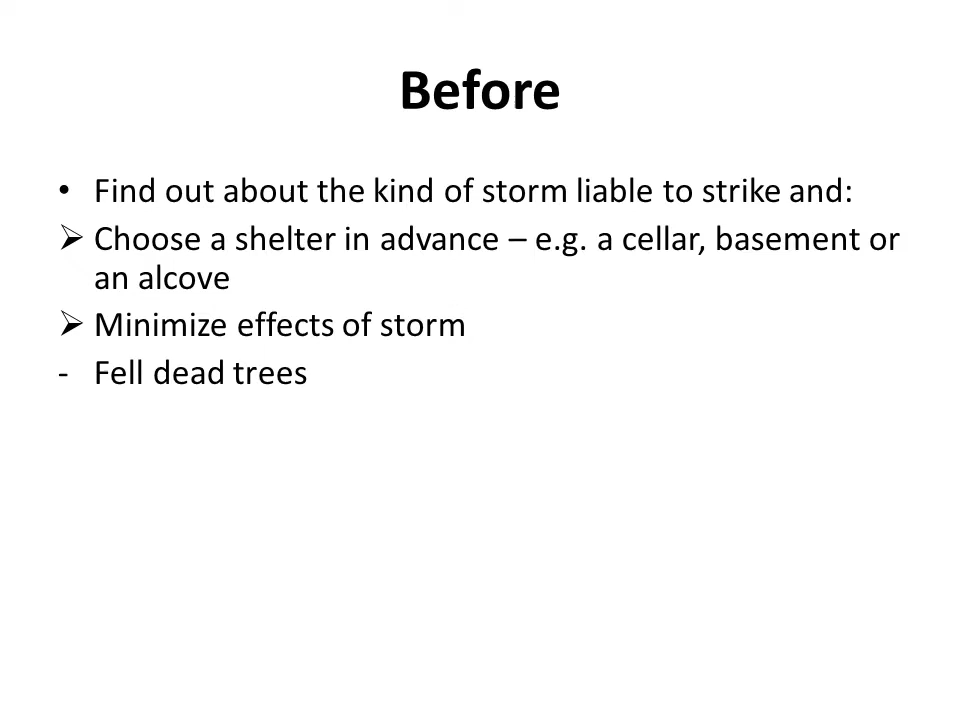 Before
• Find out about the kind of storm liable to strike and:
➢ Choose a shelter in advance – e.g. a cellar, basement or
an alcove
➢ Minimize effects of storm
- Fell dead trees